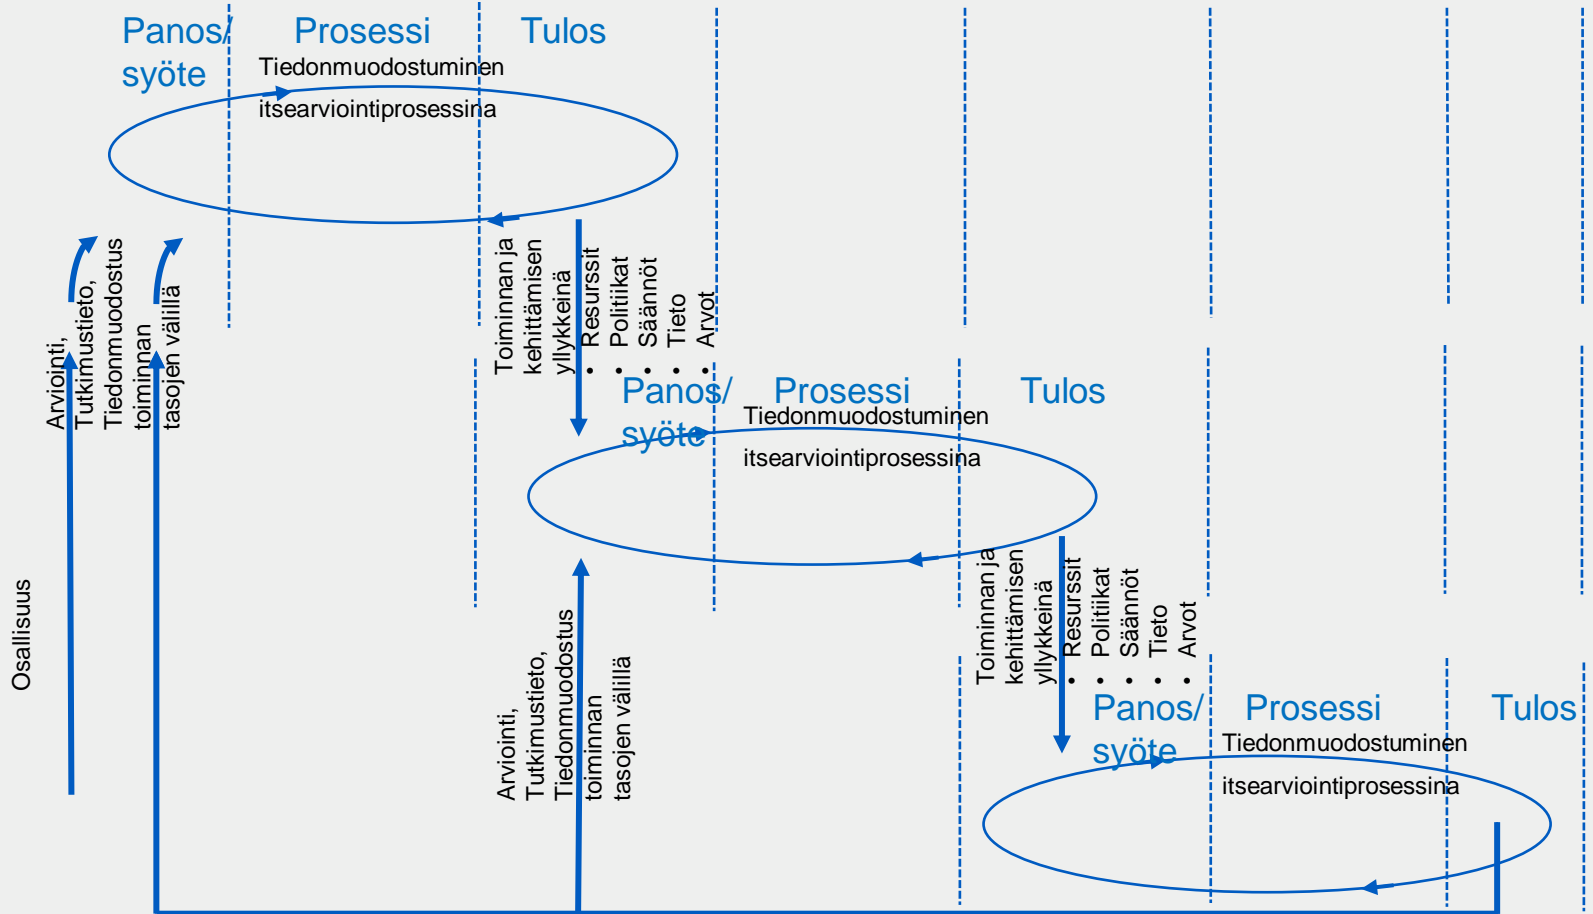 Panos/
syöte
Prosessi
Tulos
Tiedonmuodostuminen
itsearviointiprosessina
Arviointi,
Tutkimustieto,
Tiedonmuodostus
toiminnan
tasojen välillä
Toiminnan ja
kehittämisen
yllykkeinä
• Resurssit
• Politiikat
• Säännöt
• Tieto
• Arvot
Panos/
syöte
Prosessi
Tulos
Tiedonmuodostuminen
itsearviointiprosessina
Osallisuus
Arviointi,
Tutkimustieto,
Tiedonmuodostus
toiminnan
tasojen välillä
Toiminnan ja
kehittämisen
yllykkeinä
• Resurssit
• Politiikat
• Säännöt
• Tieto
• Arvot
Panos/
syöte
Prosessi
Tulos
Tiedonmuodostuminen
itsearviointiprosessina